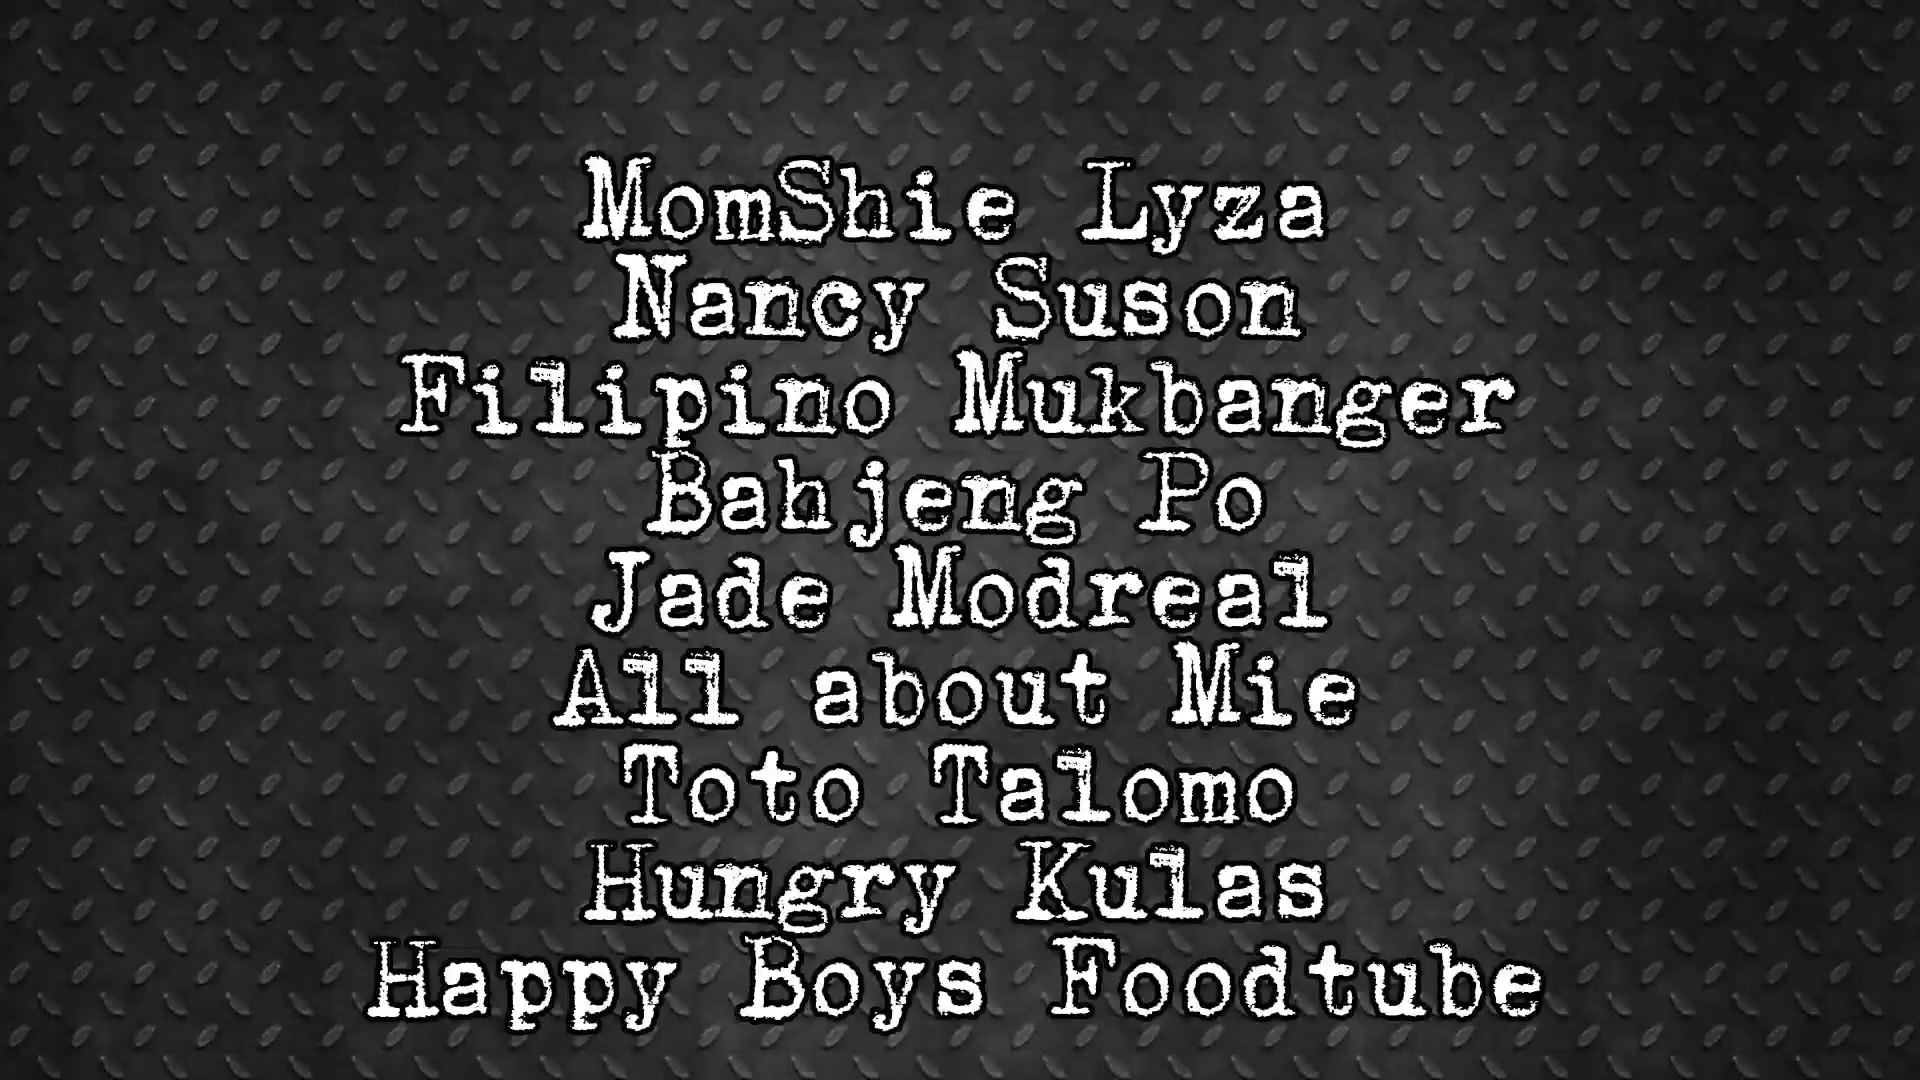 MomShie Lyza
Nancy Suson
Filipino Mukbanger
Bahjeng Po
Jade Modreal
All about Mie
Toto Talomo
Hungry Kulas
Happy Boys Foodtube